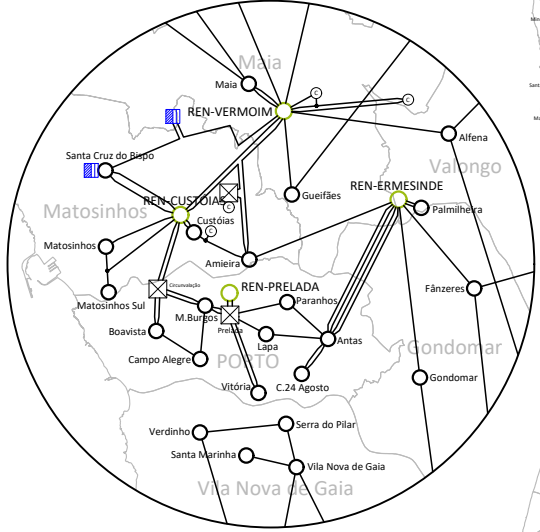 Maia
Maia
C
C
REN-VERMOIM
Alfena
Santa Cruz do Bispo
Valongo
REN-ERMESINDE
Gueifães
REN-CUSTÓIAS
C
Palmilheira
Matosinhos
Custóias
C
Matosinhos
Amieira
Circunvalação
REN-PRELADA
Fânzeres
Matosinhos Sul
Paranhos
M.Burgos
Prelada
Boavista
Lapa
Antas
Gondomar
Campo Alegre
PORTO
Gondomar
Vitória
C.24 Agosto
Verdinho
Serra do Pilar
Santa Marinha
Vila Nova de Gaia
Vila Nova de Gaia